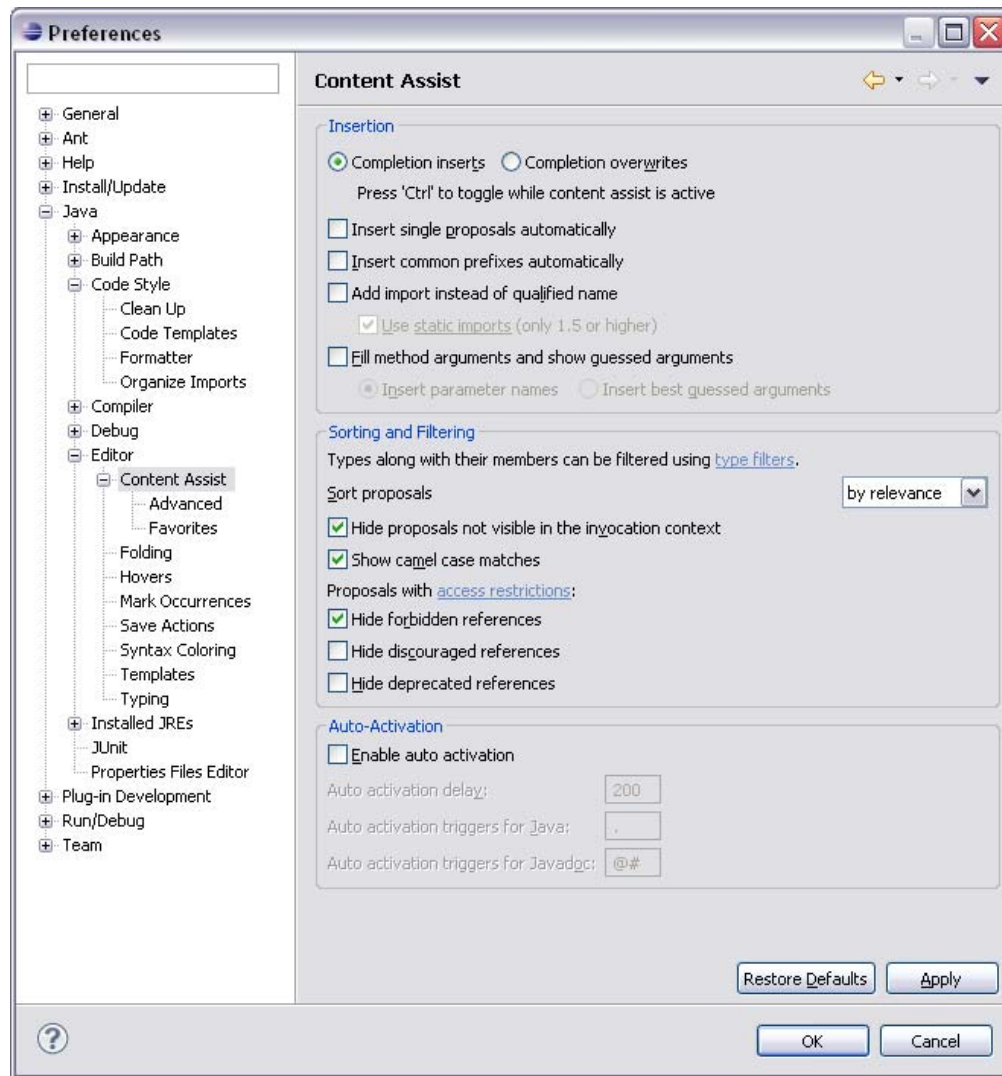 Preferences
Content Assist
General
Ant
Help
Install/Update
Java
Appearance
Build Path
Code Style
Clean Up
Code Templates
Formatter
Organize Imports
Compiler
Debug
Editor
Content Assist
Advanced
Favorites
Folding
Hovers
Mark Occurrences
Save Actions
Syntax Coloring
Templates
Typing
Installed JREs
JUnit
Properties Files Editor
Plug-in Development
Run/Debug
Team
Insertion
Completion inserts Completion overwrites
Press 'Ctrl' to toggle while content assist is active
Insert single proposals automatically
Insert common prefixes automatically
Add import instead of qualified name
Use static imports (only 1.5 or higher)
Fill method arguments and show guessed arguments
Insert parameter names Insert best guessed arguments
Sorting and Filtering
Types along with their members can be filtered using type filters.
Sort proposals by relevance
Hide proposals not visible in the invocation context
Show camel case matches
Proposals with access restrictions:
Hide forbidden references
Hide discouraged references
Hide deprecated references
Auto-Activation
Enable auto activation
Auto activation delay: 200
Auto activation triggers for Java: .
Auto activation triggers for Javadoc: @#
Restore Defaults Apply
? OK Cancel